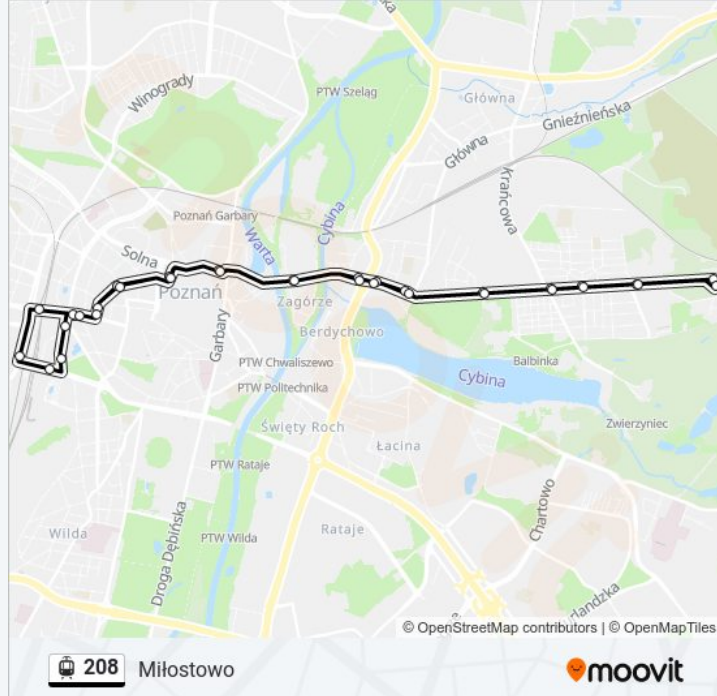 Winogrady
PTW Szeląg
Główna
Gnieźnieńska
Główna
Krańcowa
Poznań Garbary
Cybina
Warta
Solna
Poznań
Zagórze
Garbary
Berdychowo
Balbinka
PTW Chwaliszewo
Cybina
PTW Politechnika
Zwierzyniec
Święty Roch
Łacina
PTW Rataje
Chartowo
Rataje
Wilda
Droga Dębińska
PTW Wilda
© OpenStreetMap contributors | © OpenMapTiles
208 Miłostowo
moovit